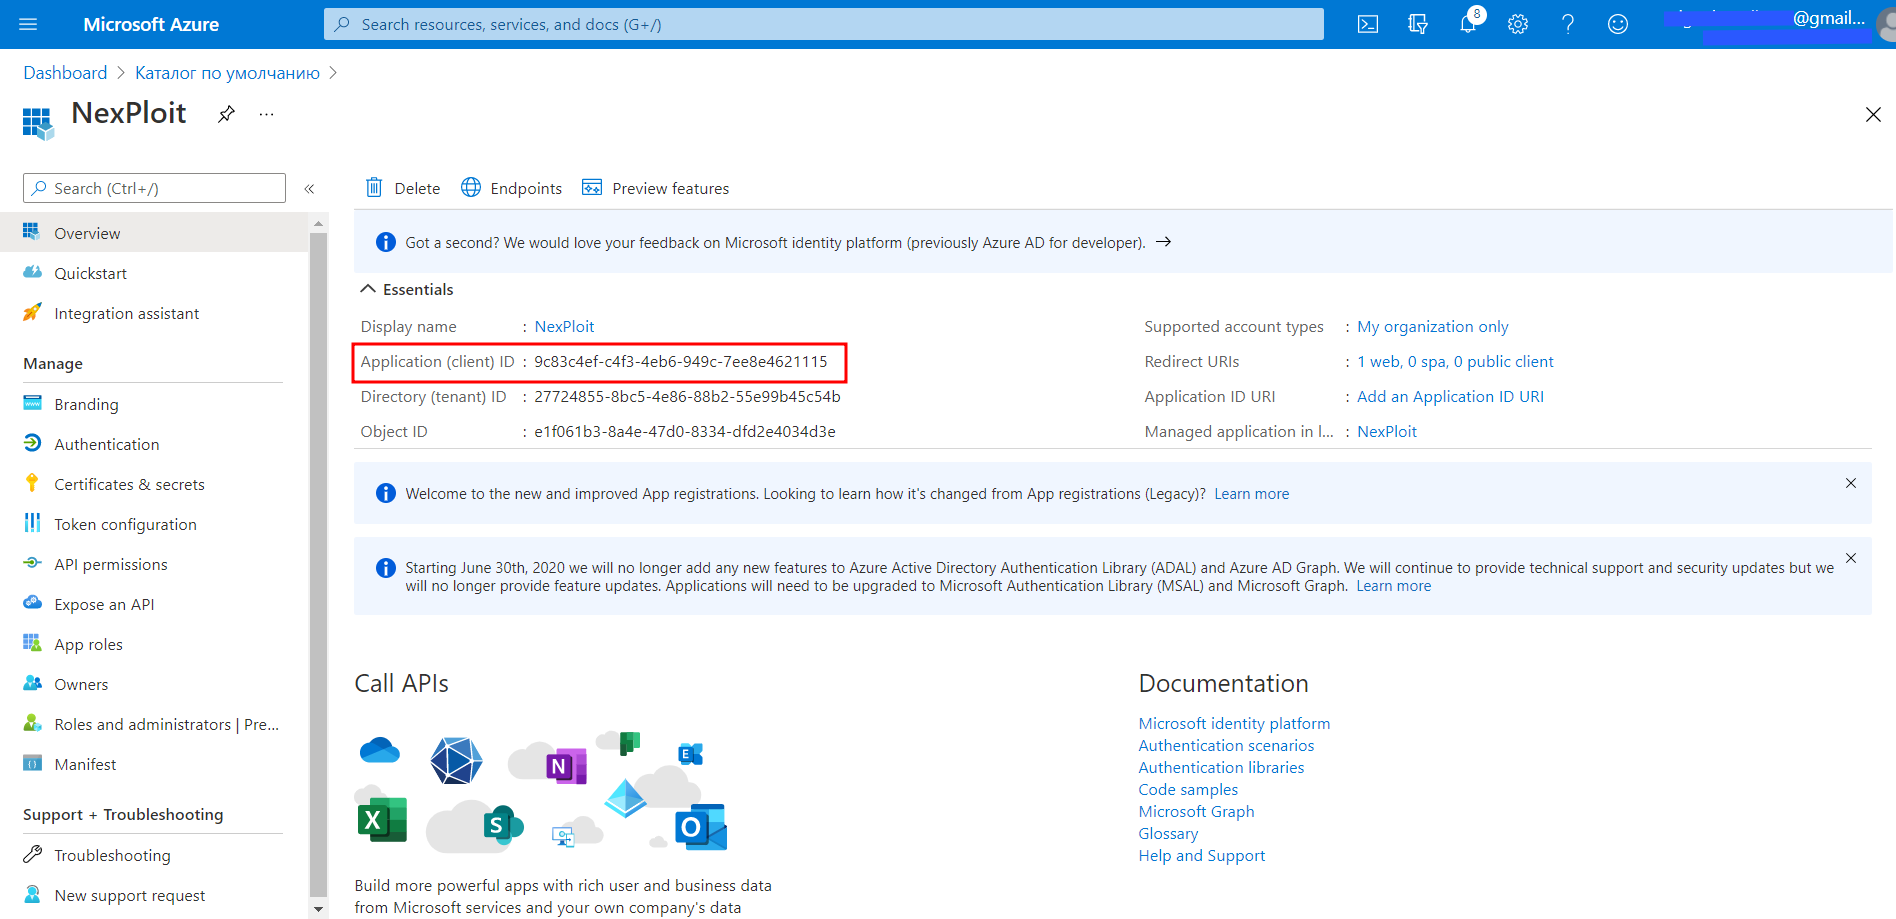 Microsoft Azure
Search resources, services, and docs (G+/)
8
@gmail...
Dashboard
Каталог по умолчанию
NexPloit
...
Search (Ctrl+/)
«
Overview
Quickstart
Integration assistant
Manage
Branding
Authentication
Certificates & secrets
Token configuration
API permissions
Expose an API
App roles
Owners
Roles and administrators | Pre...
Manifest
Support + Troubleshooting
Troubleshooting
New support request
Delete
Endpoints
Preview features
Got a second? We would love your feedback on Microsoft identity platform (previously Azure AD for developer). →
Essentials
Display name : NexPloit
Application (client) ID : 9c83c4ef-c4f3-4eb6-949c-7ee8e4621115
Directory (tenant) ID : 27724855-8bc5-4e86-88b2-55e99b45c54b
Object ID : e1f061b3-8a4e-47d0-8334-dfd2e4034d3e
Supported account types : My organization only
Redirect URIs : 1 web, 0 spa, 0 public client
Application ID URI : Add an Application ID URI
Managed application in l... : NexPloit
Welcome to the new and improved App registrations. Looking to learn how it's changed from App registrations (Legacy)? Learn more
Starting June 30th, 2020 we will no longer add any new features to Azure Active Directory Authentication Library (ADAL) and Azure AD Graph. We will continue to provide technical support and security updates but we
will no longer provide feature updates. Applications will need to be upgraded to Microsoft Authentication Library (MSAL) and Microsoft Graph. Learn more
Call APIs
N
E
X
S
O
Build more powerful apps with rich user and business data
from Microsoft services and your own company's data
Documentation
Microsoft identity platform
Authentication scenarios
Authentication libraries
Code samples
Microsoft Graph
Glossary
Help and Support